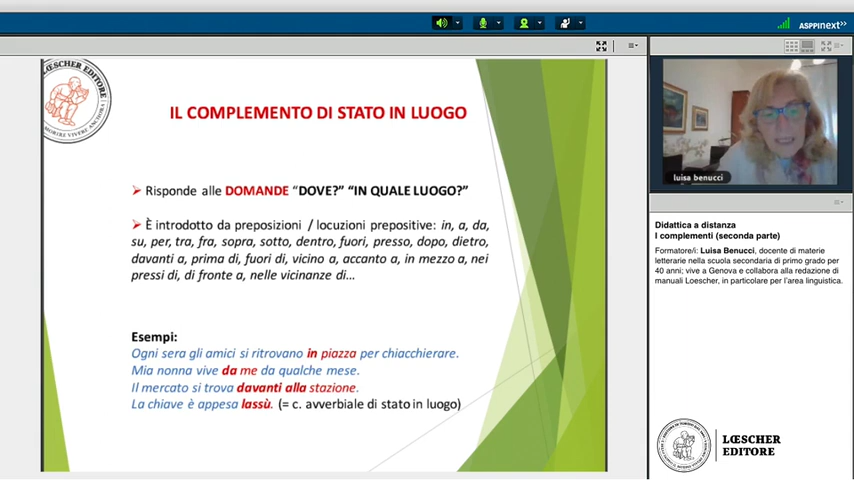 ASPPInext>>
LŒSCHER EDITORE
MORDRE VIVERE ANCHORA
IL COMPLEMENTO DI STATO IN LUOGO
Risponde alle DOMANDE "DOVE?" "IN QUALE LUOGO?"
È introdotto da preposizioni / locuzioni prepositive: in, a, da,
su, per, tra, fra, sopra, sotto, dentro, fuori, presso, dopo, dietro,
davanti a, prima di, fuori di, vicino a, accanto a, in mezzo a, nei
pressi di, di fronte a, nelle vicinanze di...
Esempi:
Ogni sera gli amici si ritrovano in piazza per chiacchierare.
Mia nonna vive da me da qualche mese.
Il mercato si trova davanti alla stazione.
La chiave è appesa lassù. (= c. avverbiale di stato in luogo)
luisa benucci
Didattica a distanza
I complementi (seconda parte)
Formatore/i: Luisa Benucci, docente di materie
letterarie nella scuola secondaria di primo grado per
40 anni; vive a Genova e collabora alla redazione di
manuali Loescher, in particolare per l'area linguistica.
LŒSCHER
EDITORE